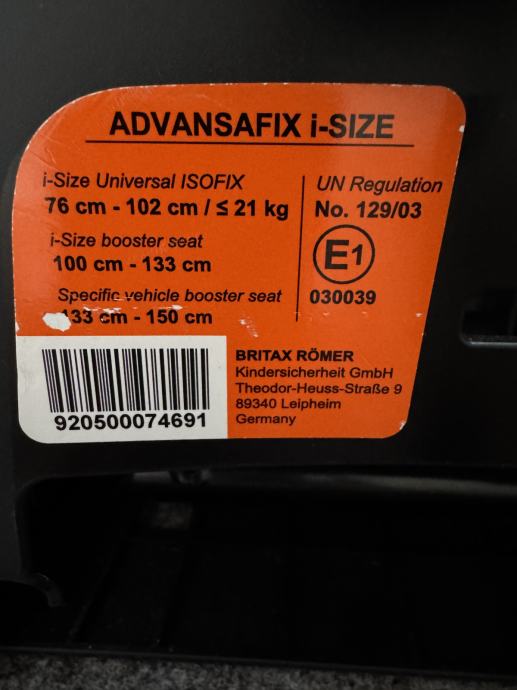 ADVANSAFIX i-SIZE
i-Size Universal ISOFIX
76 cm - 102 cm / ≤ 21 kg
i-Size booster seat
100 cm - 133 cm
Specific vehicle booster seat
133 cm - 150 cm
UN Regulation
No. 129/03
E1
030039
920500074691
BRITAX RÖMER
Kindersicherheit GmbH
Theodor-Heuss-Straße 9
89340 Leipheim
Germany